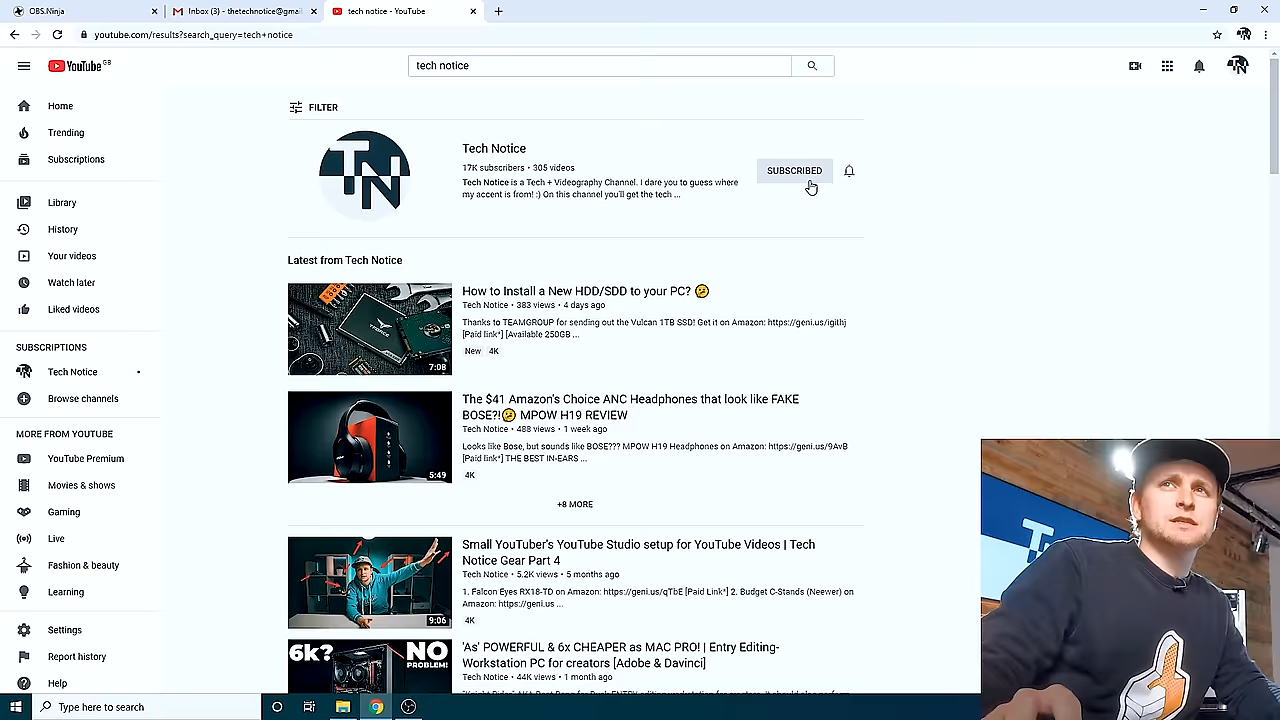 OBS.Ninja
Inbox (3) - thetechnotice@gmai
tech notice - YouTube
youtube.com/results?search_query=tech+notice
YouTube GB
tech notice
Home
Trending
Subscriptions
Library
History
Your videos
Watch later
Liked videos
SUBSCRIPTIONS
Tech Notice
Browse channels
MORE FROM YOUTUBE
YouTube Premium
Movies & shows
Gaming
Live
Fashion & beauty
Learning
Settings
Report history
Help
FILTER
TN
Tech Notice
17K subscribers • 305 videos
Tech Notice is a Tech + Videography Channel. I dare you to guess where
my accent is from! :) On this channel you'll get the tech ...
SUBSCRIBED
Latest from Tech Notice
7:08
How to Install a New HDD/SDD to your PC?
Tech Notice • 383 views • 4 days ago
Thanks to TEAMGROUP for sending out the Vulcan 1TB SSD! Get it on Amazon: https://geni.us/igithj
[Paid link*] [Available 250GB ...
New 4K
5:49
The $41 Amazon's Choice ANC Headphones that look like FAKE
BOSE?! MPOW H19 REVIEW
Tech Notice • 488 views • 1 week ago
Looks like Bose, but sounds like BOSE??? MPOW H19 Headphones on Amazon: https://geni.us/9AvB
[Paid link*] THE BEST IN-EARS ...
4K
+8 MORE
9:06
Small YouTuber's YouTube Studio setup for YouTube Videos | Tech
Notice Gear Part 4
Tech Notice • 5.2K views • 5 months ago
1. Falcon Eyes RX18-TD on Amazon: https://geni.us/qTbE [Paid Link*] 2. Budget C-Stands (Neewer) on
Amazon: https://geni.us ...
4K
6k?
NO
PROBLEM!
'As' POWERFUL & 6x CHEAPER as MAC PRO! | Entry Editing-
Workstation PC for creators [Adobe & Davinci]
Tech Notice • 44K views • 1 month ago
Type here to search